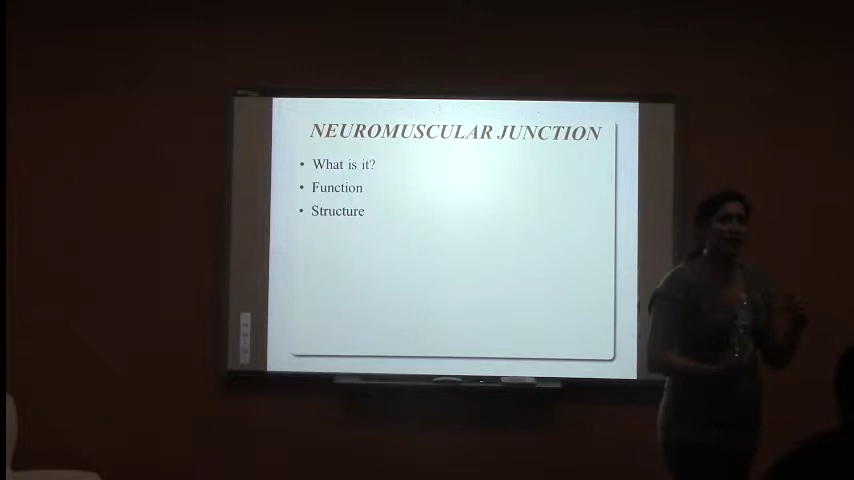 NEUROMUSCULAR JUNCTION
• What is it?
• Function
• Structure